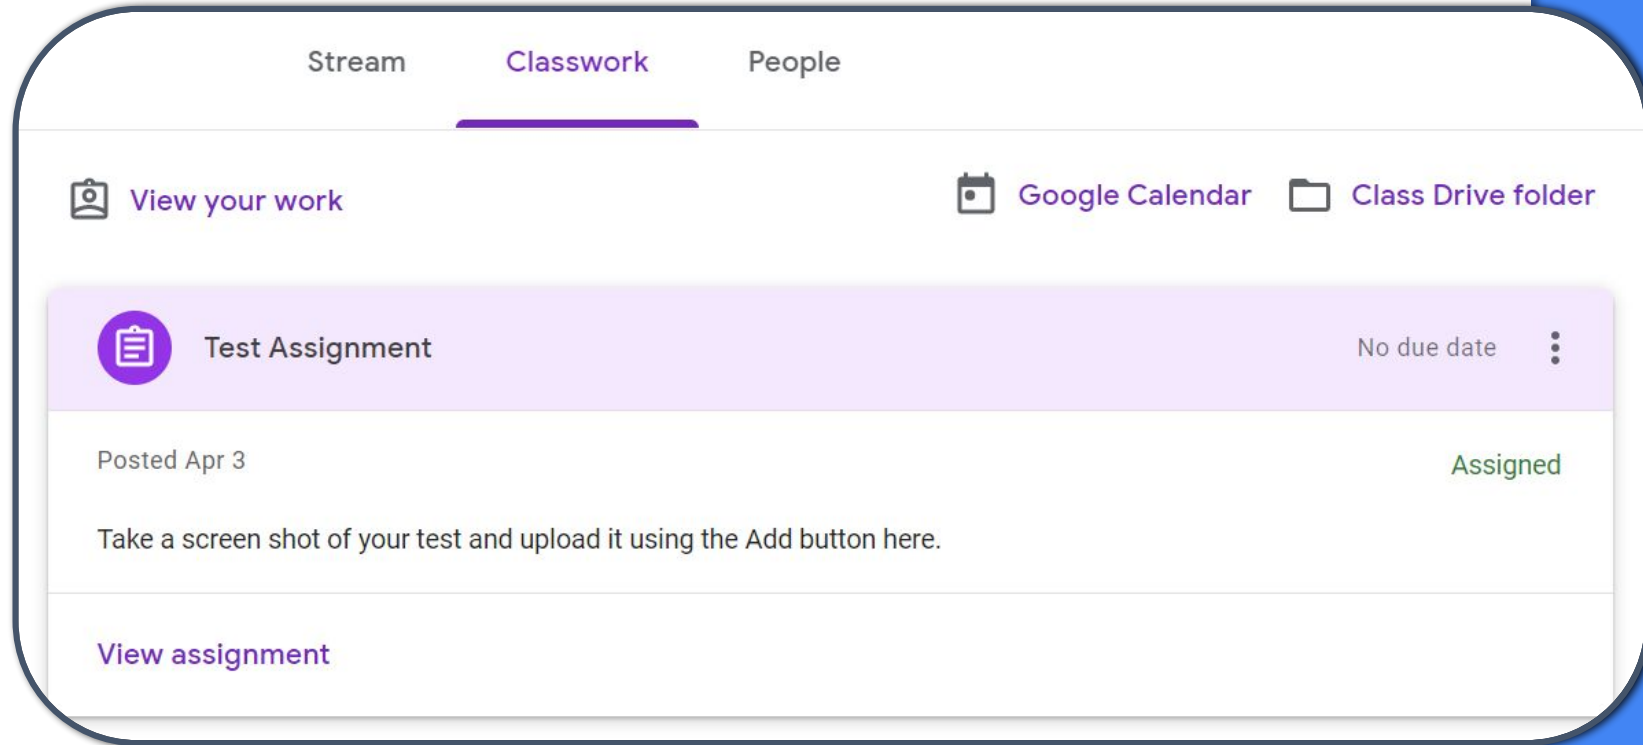 Stream Classwork People
View your work Google Calendar Class Drive folder
Test Assignment No due date
Posted Apr 3 Assigned
Take a screen shot of your test and upload it using the Add button here.
View assignment